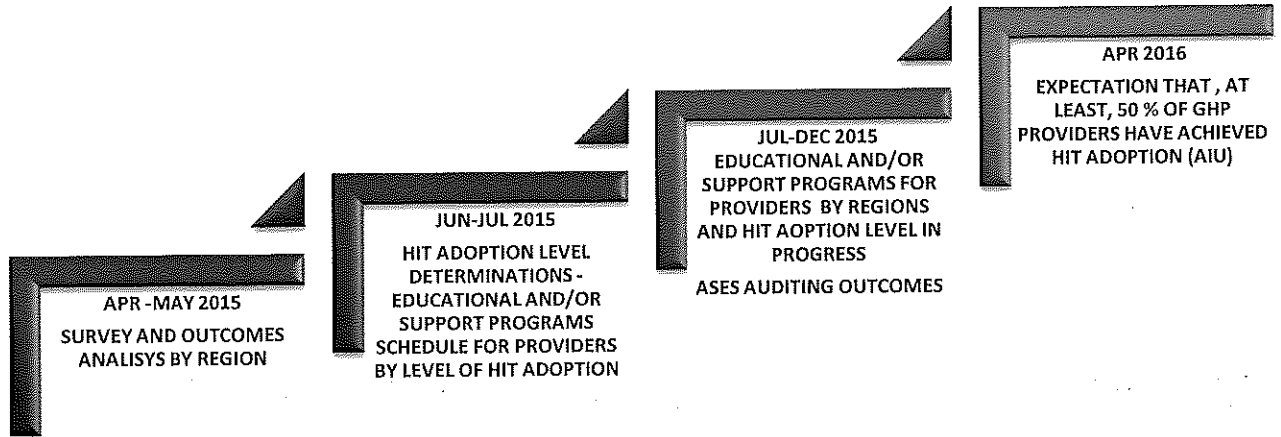 APR -MAY 2015
SURVEY AND OUTCOMES
ANALISYS BY REGION
JUN-JUL 2015
HIT ADOPTION LEVEL
DETERMINATIONS -
EDUCATIONAL AND/OR
SUPPORT PROGRAMS
SCHEDULE FOR PROVIDERS
BY LEVEL OF HIT ADOPTION
JUL-DEC 2015
EDUCATIONAL AND/OR
SUPPORT PROGRAMS FOR
PROVIDERS BY REGIONS
AND HIT AOPTION LEVEL IN
PROGRESS
ASES AUDITING OUTCOMES
APR 2016
EXPECTATION THAT , AT
LEAST, 50 % OF GHP
PROVIDERS HAVE ACHIEVED
HIT ADOPTION (AIU)